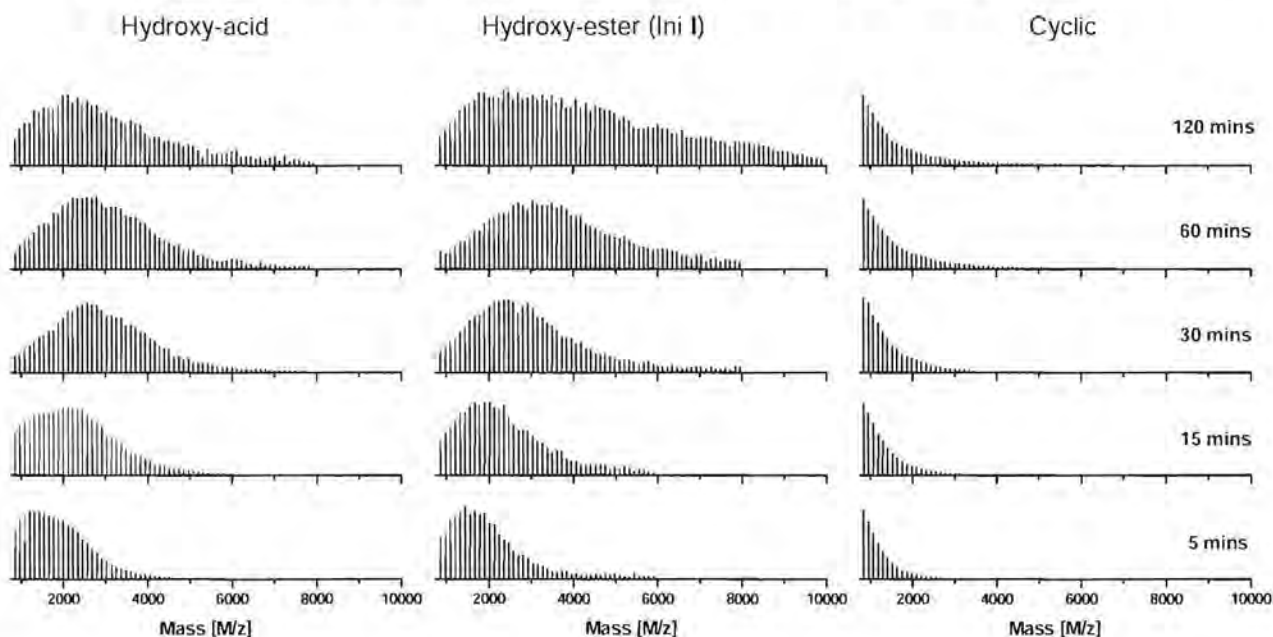 Hydroxy-acid Hydroxy-ester (Ini I) Cyclic
120 mins
60 mins
30 mins
15 mins
5 mins
2000 4000 6000 8000 10000 2000 4000 6000 8000 10000 2000 4000 6000 8000 10000
Mass [M/z] Mass [M/z] Mass [M/z]